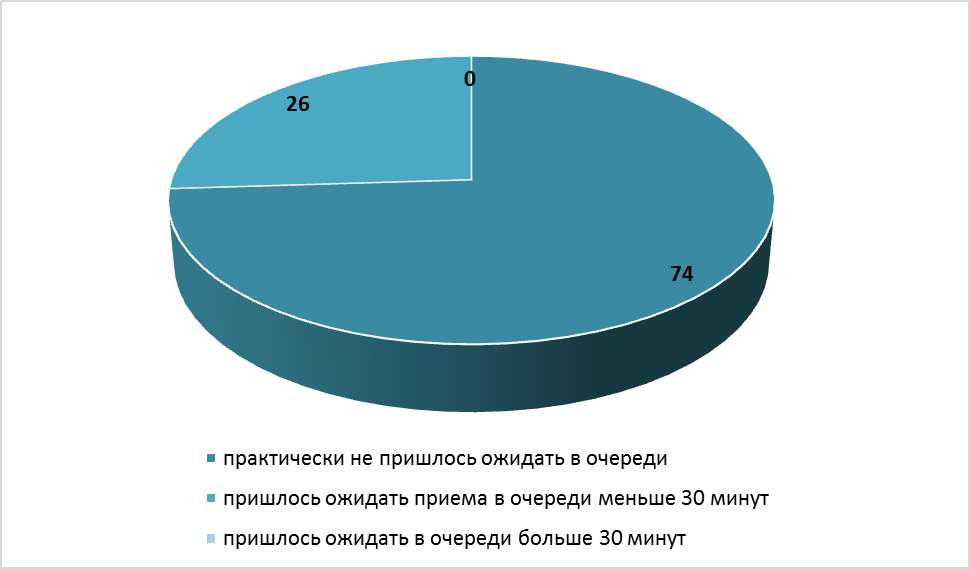 0
26
74
практически не пришлось ожидать в очереди
пришлось ожидать приема в очереди меньше 30 минут
пришлось ожидать в очереди больше 30 минут